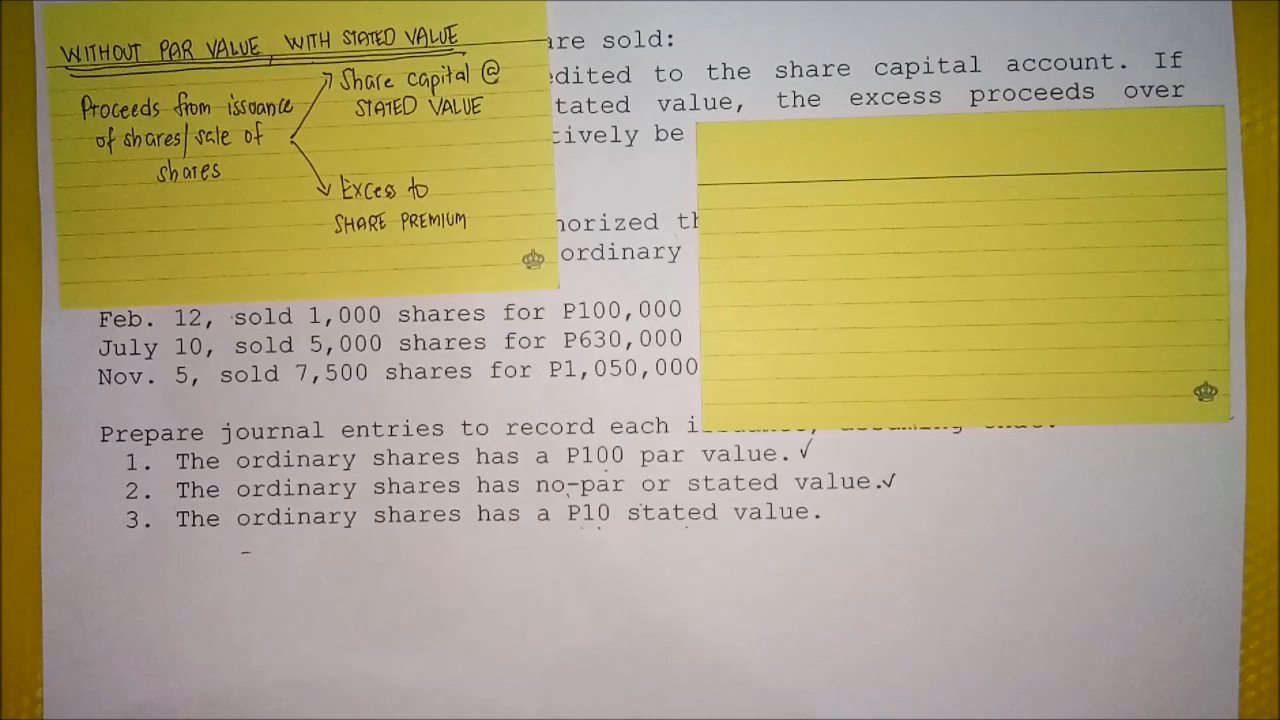 WITHOUT PAR VALUE, WITH STATED VALUE
Proceeds from issuance
of shares/sale of
shares
Share capital @
STATED VALUE
Excess to
SHARE PREMIUM
are sold:
edited to the share capital account. If
tated value, the excess proceeds over
tively be
horized th
ordinary
Feb. 12, sold 1,000 shares for P100,000
July 10, sold 5,000 shares for P630,000
Nov. 5, sold 7,500 shares for P1,050,000
Prepare journal entries to record each
1. The ordinary shares has a P100 par value. ✓
2. The ordinary shares has no-par or stated value. ✓
3. The ordinary shares has a P10 stated value.